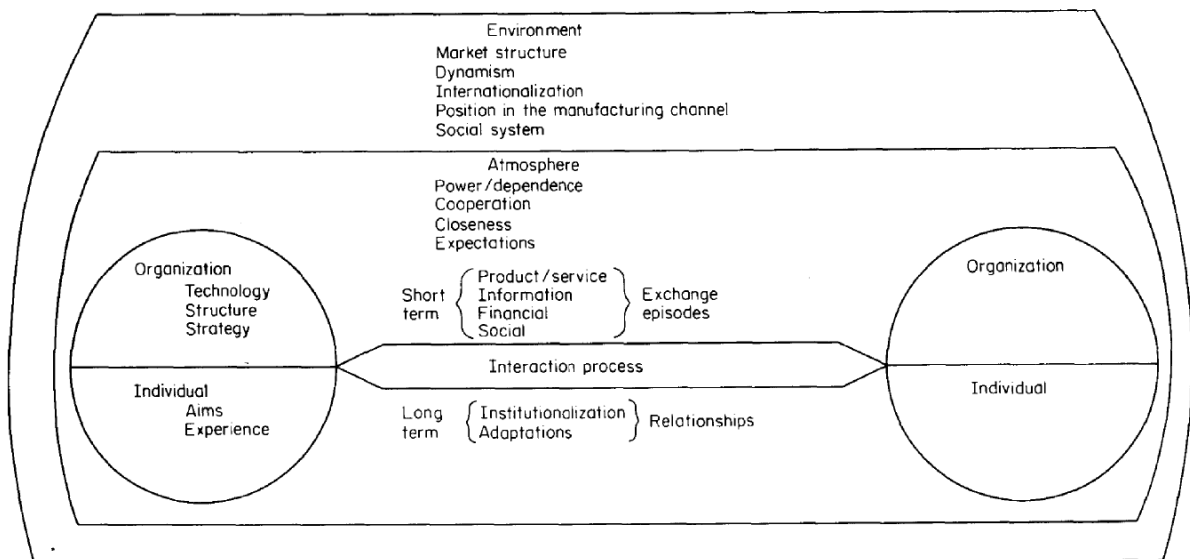 Environment
Market structure
Dynamism
Internationalization
Position in the manufacturing channel
Social system
Atmosphere
Power/dependence
Cooperation
Closeness
Expectations
Organization
Technology
Structure
Strategy
Individual
Aims
Experience
Short
term
Product/service
Information
Financial
Social
Exchange
episodes
Interaction process
Long
term
Institutionalization
Adaptations
Relationships
Organization
Individual